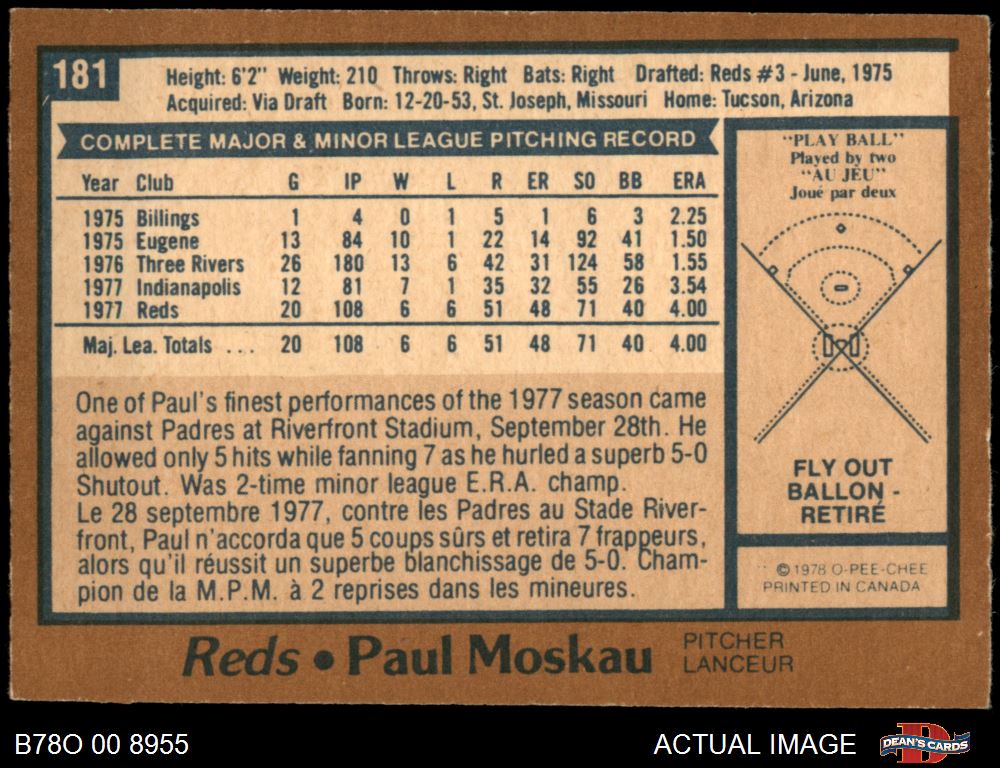 181
Height: 6'2" Weight: 210 Throws: Right Bats: Right Drafted: Reds #3 - June, 1975
Acquired: Via Draft Born: 12-20-53, St. Joseph, Missouri Home: Tucson, Arizona
COMPLETE MAJOR & MINOR LEAGUE PITCHING RECORD
Year Club G IP W L R ER SO BB ERA
1975 Billings 1 4 0 1 5 1 6 3 2.25
1975 Eugene 13 84 10 1 22 14 92 41 1.50
1976 Three Rivers 26 180 13 6 42 31 124 58 1.55
1977 Indianapolis 12 81 7 1 35 32 55 26 3.54
1977 Reds 20 108 6 6 51 48 71 40 4.00
Maj. Lea. Totals ... 20 108 6 6 51 48 71 40 4.00
One of Paul's finest performances of the 1977 season came
against Padres at Riverfront Stadium, September 28th. He
allowed only 5 hits while fanning 7 as he hurled a superb 5-0
Shutout. Was 2-time minor league E.R.A. champ.
Le 28 septembre 1977, contre les Padres au Stade River-
front, Paul n'accorda que 5 coups sûrs et retira 7 frappeurs,
alors qu'il réussit un superbe blanchissage de 5-0. Cham-
pion de la M.P.M. à 2 reprises dans les mineures.
"PLAY BALL"
Played by two
"AU JEU"
Joué par deux
FLY OUT
BALLON -
RETIRÉ
© 1978 O-PEE-CHEE
PRINTED IN CANADA
Reds • Paul Moskau
PITCHER
LANCEUR
B78O 00 8955
ACTUAL IMAGE
DEAN'S CARDS